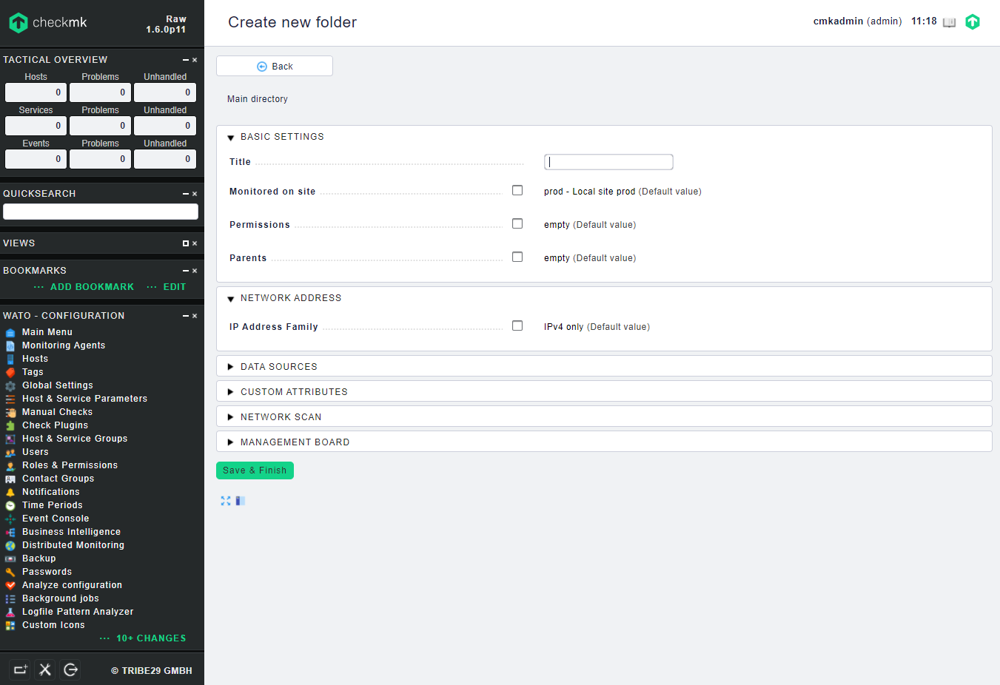 checkmk
Raw
1.6.0p11
Create new folder
cmkadmin (admin) 11:18
TACTICAL OVERVIEW
Hosts Problems Unhandled
0 0 0
Services Problems Unhandled
0 0 0
Events Problems Unhandled
0 0 0
QUICKSEARCH
VIEWS
BOOKMARKS
··· ADD BOOKMARK ··· EDIT
WATO - CONFIGURATION
Main Menu
Monitoring Agents
Hosts
Tags
Global Settings
Host & Service Parameters
Manual Checks
Check Plugins
Host & Service Groups
Users
Roles & Permissions
Contact Groups
Notifications
Time Periods
Event Console
Business Intelligence
Distributed Monitoring
Backup
Passwords
Analyze configuration
Background jobs
Logfile Pattern Analyzer
Custom Icons
··· 10+ CHANGES
© TRIBE29 GMBH
Back
Main directory
BASIC SETTINGS
Title
Monitored on site prod - Local site prod (Default value)
Permissions empty (Default value)
Parents empty (Default value)
NETWORK ADDRESS
IP Address Family IPv4 only (Default value)
DATA SOURCES
CUSTOM ATTRIBUTES
NETWORK SCAN
MANAGEMENT BOARD
Save & Finish